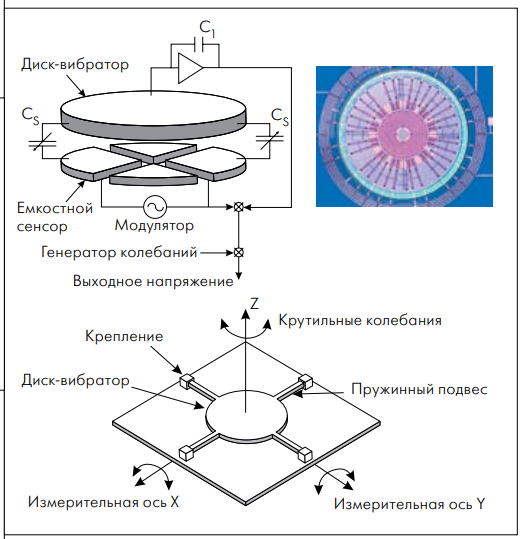 C₁
Диск-вибратор
Cₛ
Cₛ
Емкостной
сенсор
Модулятор
Генератор колебаний
Выходное напряжение
Z
Крутильные колебания
Крепление
Диск-вибратор
Пружинный подвес
Измерительная ось X
Измерительная ось Y